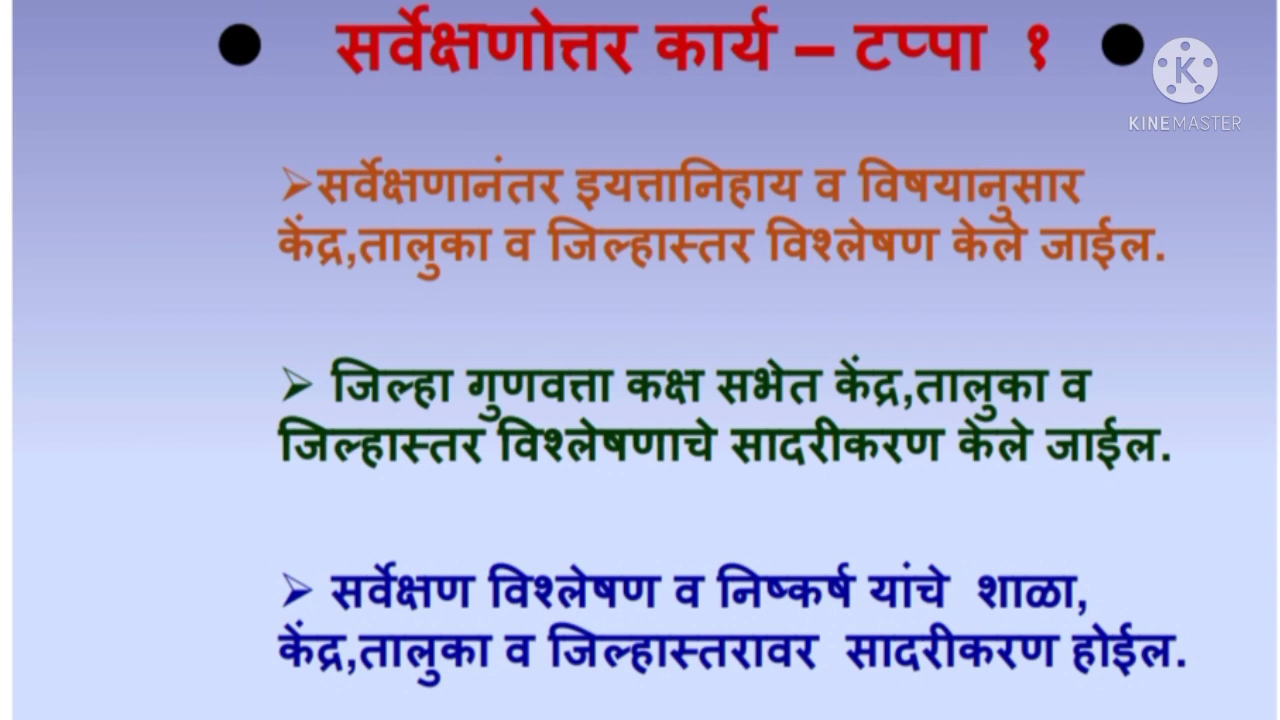 ● सर्वेक्षणोत्तर कार्य – टप्पा १ ●
KINEMASTER
➢सर्वेक्षणानंतर इयत्तानिहाय व विषयानुसार
केंद्र,तालुका व जिल्हास्तर विश्लेषण केले जाईल.
➢ जिल्हा गुणवत्ता कक्ष सभेत केंद्र,तालुका व
जिल्हास्तर विश्लेषणाचे सादरीकरण केले जाईल.
➢ सर्वेक्षण विश्लेषण व निष्कर्ष यांचे शाळा,
केंद्र,तालुका व जिल्हास्तरावर सादरीकरण होईल.